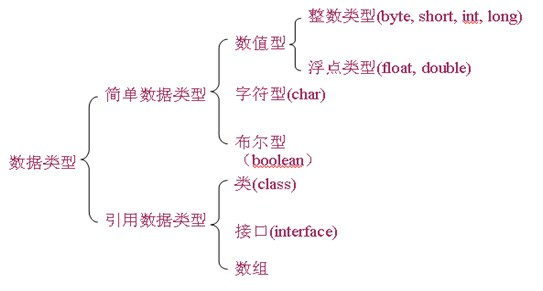 整数类型(byte, short, int, long)
数值型
浮点类型(float, double)
简单数据类型
字符型(char)
布尔型
（boolean）
数据类型
类(class)
引用数据类型
接口(interface)
数组